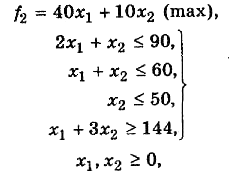 f₂ = 40x₁ + 10x₂ (max),
2x₁ + x₂ ≤ 90,
x₁ + x₂ ≤ 60,
x₂ ≤ 50,
x₁ + 3x₂ ≥ 144,
x₁, x₂ ≥ 0,